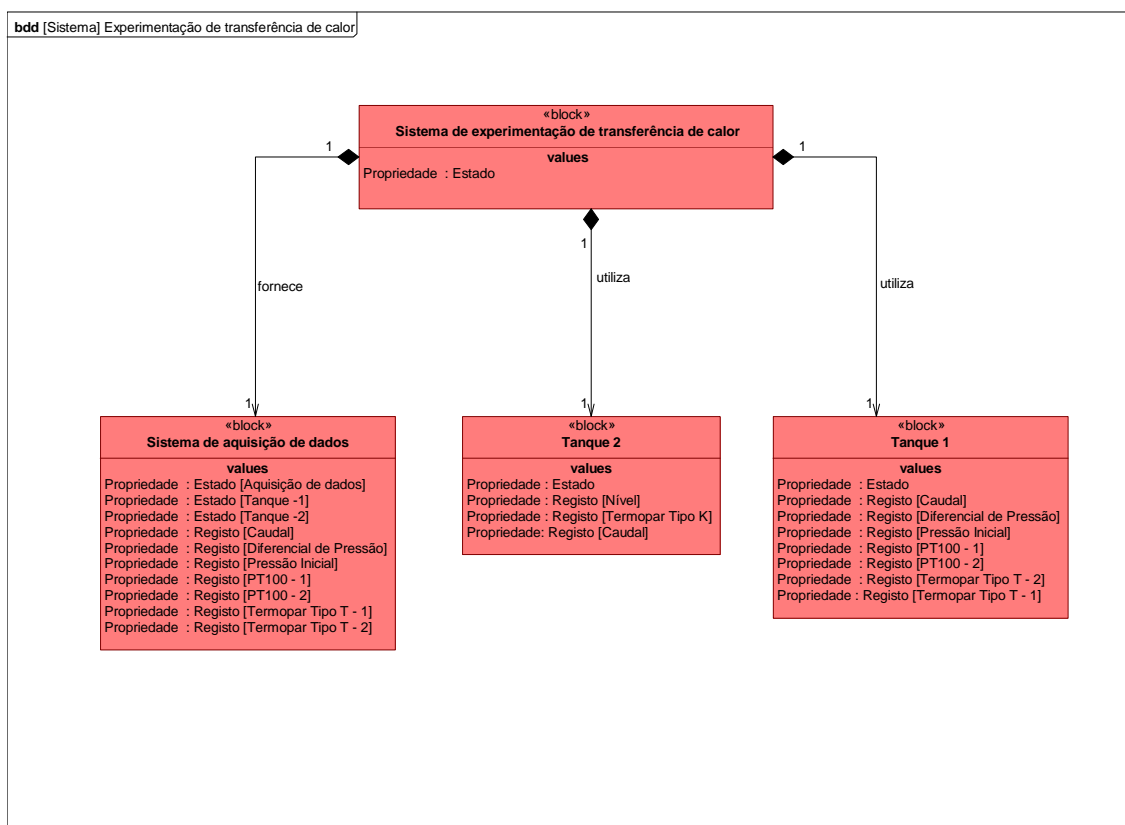 bdd [Sistema] Experimentação de transferência de calor
«block»
Sistema de experimentação de transferência de calor
values
Propriedade : Estado
1
1
1
fornece
utiliza
utiliza
1
1
1
«block»
Sistema de aquisição de dados
values
Propriedade : Estado [Aquisição de dados]
Propriedade : Estado [Tanque -1]
Propriedade : Estado [Tanque -2]
Propriedade : Registo [Caudal]
Propriedade : Registo [Diferencial de Pressão]
Propriedade : Registo [Pressão Inicial]
Propriedade : Registo [PT100 - 1]
Propriedade : Registo [PT100 - 2]
Propriedade : Registo [Termopar Tipo T - 1]
Propriedade : Registo [Termopar Tipo T - 2]
«block»
Tanque 2
values
Propriedade : Estado
Propriedade : Registo [Nível]
Propriedade : Registo [Termopar Tipo K]
Propriedade: Registo [Caudal]
«block»
Tanque 1
values
Propriedade : Estado
Propriedade : Registo [Caudal]
Propriedade : Registo [Diferencial de Pressão]
Propriedade : Registo [Pressão Inicial]
Propriedade : Registo [PT100 - 1]
Propriedade : Registo [PT100 - 2]
Propriedade : Registo [Termopar Tipo T - 2]
Propriedade : Registo [Termopar Tipo T - 1]